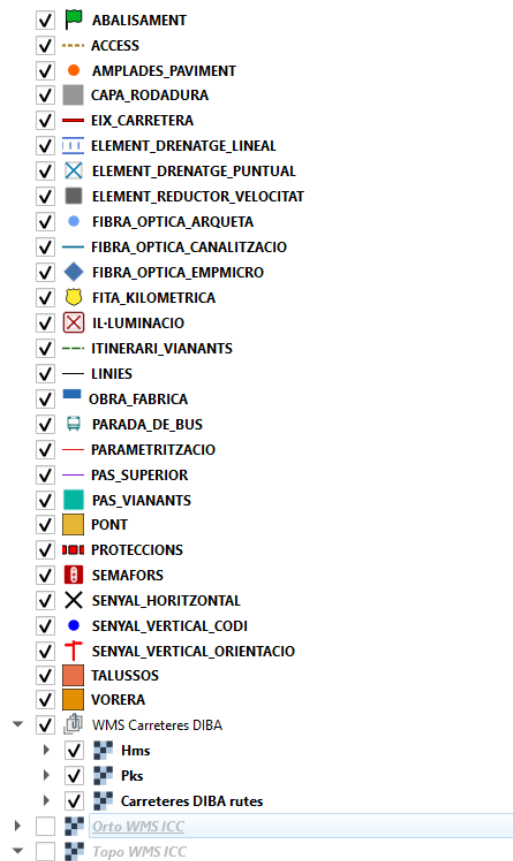 ABALISAMENT
ACCESS
AMPLADES_PAVIMENT
CAPA_RODADURA
EIX_CARRETERA
ELEMENT_DRENATGE_LINEAL
ELEMENT_DRENATGE_PUNTUAL
ELEMENT_REDUCTOR_VELOCITAT
FIBRA_OPTICA_ARQUETA
FIBRA_OPTICA_CANALITZACIO
FIBRA_OPTICA_EMPMICRO
FITA_KILOMETRICA
IL·LUMINACIO
ITINERARI_VIANANTS
LINIES
OBRA_FABRICA
PARADA_DE_BUS
PARAMETRITZACIO
PAS_SUPERIOR
PAS_VIANANTS
PONT
PROTECCIONS
SEMAFORS
SENYAL_HORITZONTAL
SENYAL_VERTICAL_CODI
SENYAL_VERTICAL_ORIENTACIO
TALUSSOS
VORERA
WMS Carreteres DIBA
Hms
Pks
Carreteres DIBA rutes
Orto WMS ICC
Topo WMS ICC